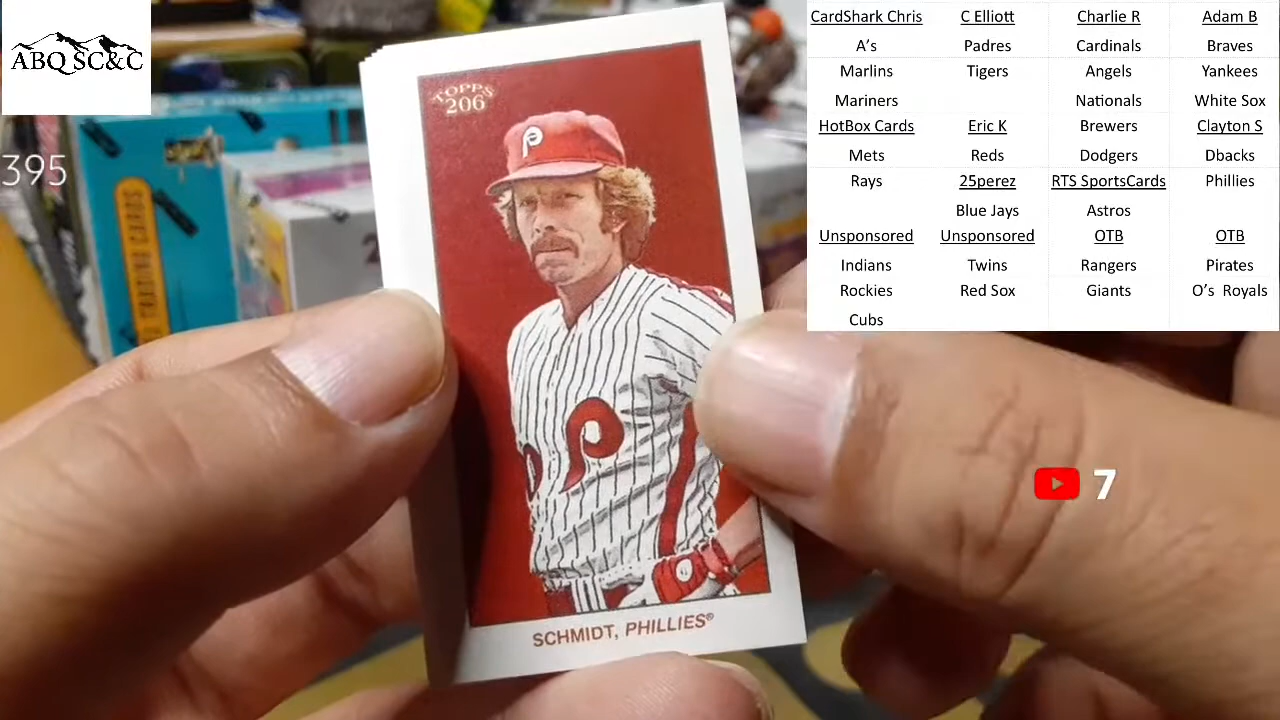 ABQ SC&C
395
TOPPS
206
SCHMIDT, PHILLIES®
CardShark Chris C Elliott Charlie R Adam B
A's Padres Cardinals Braves
Marlins Tigers Angels Yankees
Mariners Nationals White Sox
HotBox Cards Eric K Brewers Clayton S
Mets Reds Dodgers Dbacks
Rays 25perez RTS SportsCards Phillies
Blue Jays Astros
Unsponsored Unsponsored OTB OTB
Indians Twins Rangers Pirates
Rockies Red Sox Giants O's Royals
Cubs
7